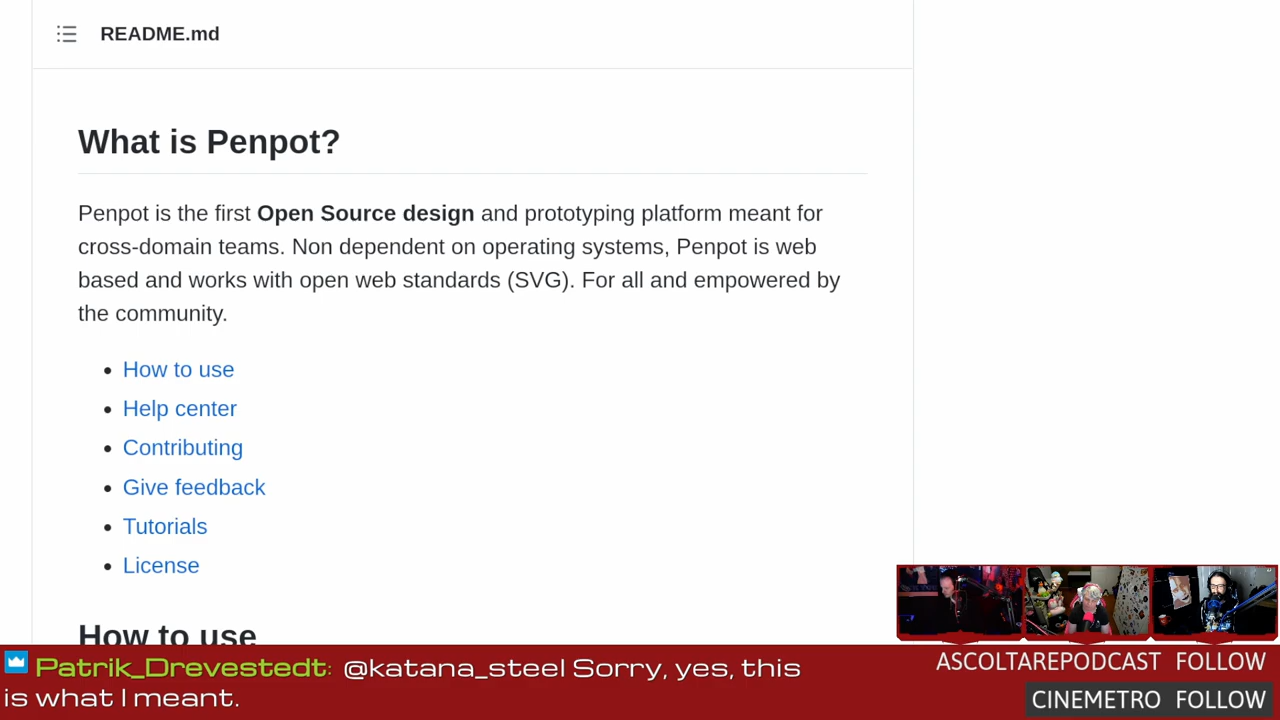 README.md
What is Penpot?
Penpot is the first Open Source design and prototyping platform meant for
cross-domain teams. Non dependent on operating systems, Penpot is web
based and works with open web standards (SVG). For all and empowered by
the community.
How to use
Help center
Contributing
Give feedback
Tutorials
License
How to use
Patrik_Drevestedt: @katana_steel Sorry, yes, this
is what I meant.
ASCOLTAREPODCAST FOLLOW
CINEMETRO FOLLOW